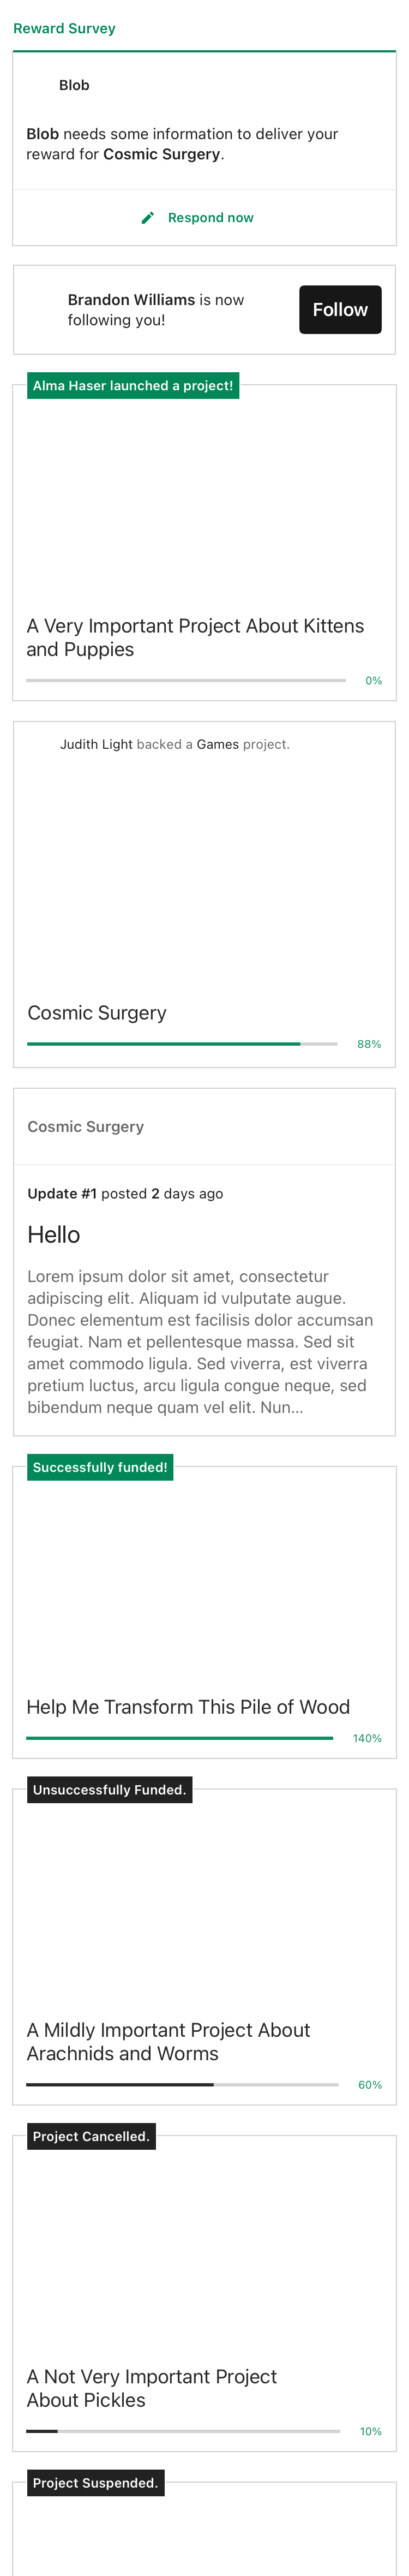 Reward Survey
Blob
Blob needs some information to deliver your
reward for Cosmic Surgery.
Respond now
Brandon Williams is now
following you!
Follow
Alma Haser launched a project!
A Very Important Project About Kittens
and Puppies
0%
Judith Light backed a Games project.
Cosmic Surgery
88%
Cosmic Surgery
Update #1 posted 2 days ago
Hello
Lorem ipsum dolor sit amet, consectetur
adipiscing elit. Aliquam id vulputate augue.
Donec elementum est facilisis dolor accumsan
feugiat. Nam et pellentesque massa. Sed sit
amet commodo ligula. Sed viverra, est viverra
pretium luctus, arcu ligula congue neque, sed
bibendum neque quam vel elit. Nun...
Successfully funded!
Help Me Transform This Pile of Wood
140%
Unsuccessfully Funded.
A Mildly Important Project About
Arachnids and Worms
60%
Project Cancelled.
A Not Very Important Project
About Pickles
10%
Project Suspended.